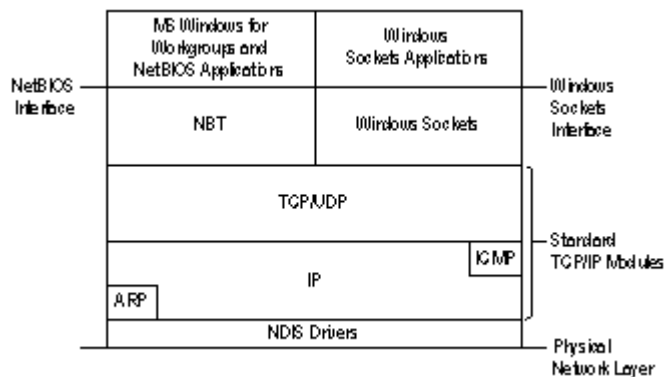 MS Windows for
Workgroups and
NetBIOS Applications
Windows
Sockets Applications
NetBIOS
Interface
Windows
Sockets
Interface
NBT
Windows Sockets
TCP/UDP
Standard
TCP/IP Modules
ICMP
IP
ARP
NDIS Drivers
Physical
Network Layer